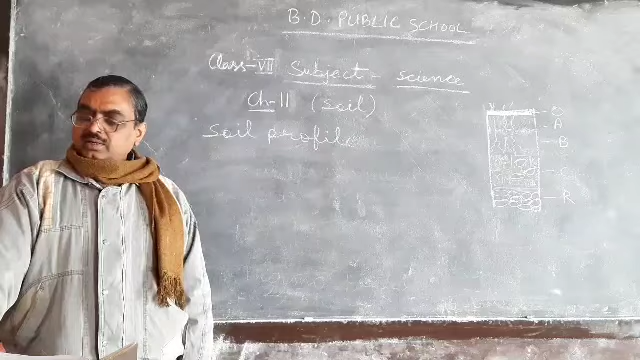 B.D. PUBLIC SCHOOL
Class-VII Subject - Science
Ch-11 (Soil)
Soil profile
O
A
B
C
R